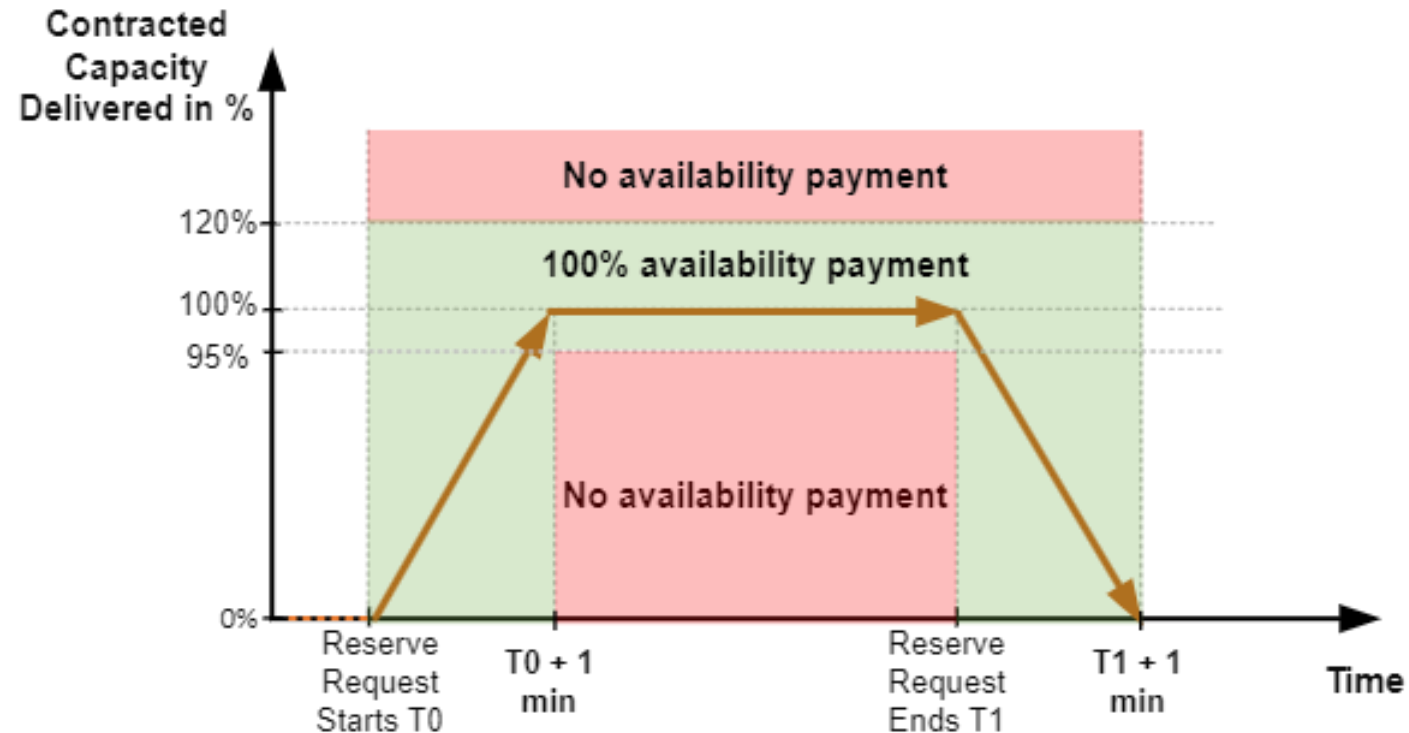 Contracted
Capacity
Delivered in %
No availability payment
120%
100% availability payment
100%
95%
No availability payment
0%
Reserve
Request
Starts T0
T0 + 1
min
Reserve
Request
Ends T1
T1 + 1
min
Time